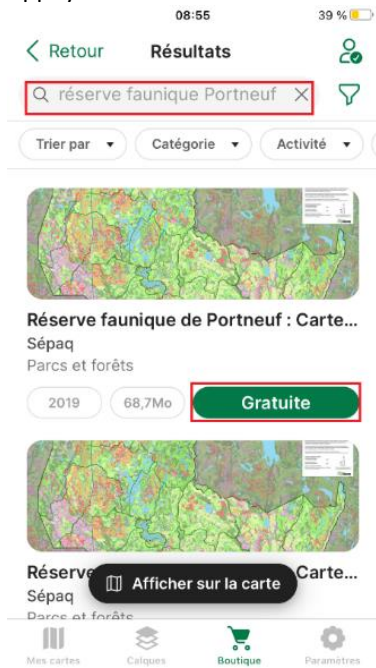 08:55
39 %
Retour
Résultats
réserve faunique Portneuf
Trier par
Catégorie
Activité
Réserve faunique de Portneuf : Carte...
Sépaq
Parcs et forêts
2019
68,7Mo
Gratuite
Réserve
Carte...
Afficher sur la carte
Sépaq
Parcs et forêts
Mes cartes
Calques
Boutique
Paramètres